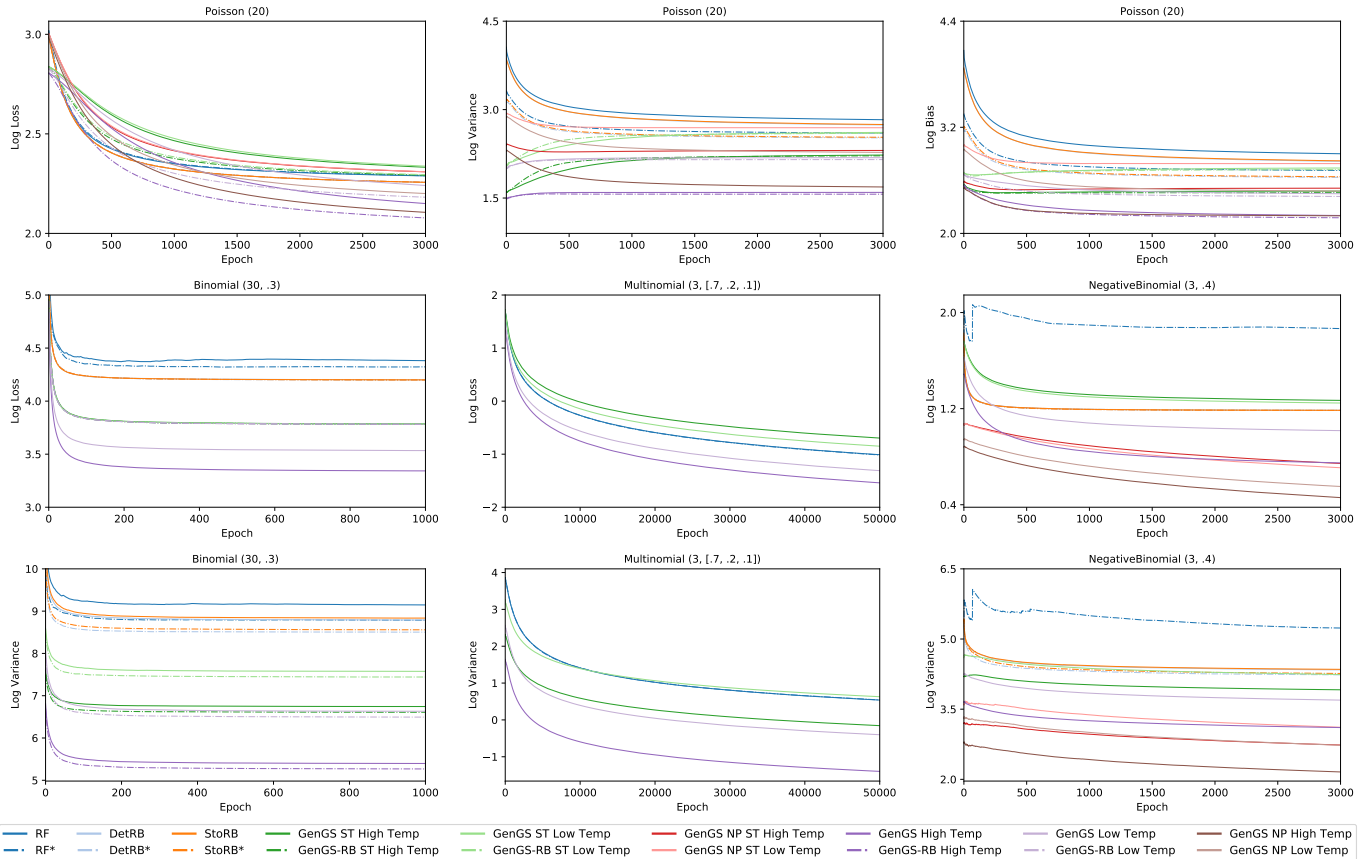 Poisson (20)
Log Loss
3.0
2.5
2.0
0 500 1000 1500 2000 2500 3000
Epoch
Poisson (20)
Log Variance
4.5
3.0
1.5
0 500 1000 1500 2000 2500 3000
Epoch
Poisson (20)
Log Bias
4.4
3.2
2.0
0 500 1000 1500 2000 2500 3000
Epoch
Binomial (30, .3)
Log Loss
5.0
4.5
4.0
3.5
3.0
0 200 400 600 800 1000
Epoch
Multinomial (3, [.7, .2, .1])
Log Loss
2
1
0
−1
−2
0 10000 20000 30000 40000 50000
Epoch
NegativeBinomial (3, .4)
Log Loss
2.0
1.2
0.4
0 500 1000 1500 2000 2500 3000
Epoch
Binomial (30, .3)
Log Variance
10
9
8
7
6
5
0 200 400 600 800 1000
Epoch
Multinomial (3, [.7, .2, .1])
Log Variance
4
3
2
1
0
−1
0 10000 20000 30000 40000 50000
Epoch
NegativeBinomial (3, .4)
Log Variance
6.5
5.0
3.5
2.0
0 500 1000 1500 2000 2500 3000
Epoch
RF DetRB StoRB GenGS ST High Temp GenGS ST Low Temp GenGS NP ST High Temp GenGS High Temp GenGS Low Temp GenGS NP High Temp
RF* DetRB* StoRB* GenGS-RB ST High Temp GenGS-RB ST Low Temp GenGS NP ST Low Temp GenGS-RB High Temp GenGS-RB Low Temp GenGS NP Low Temp